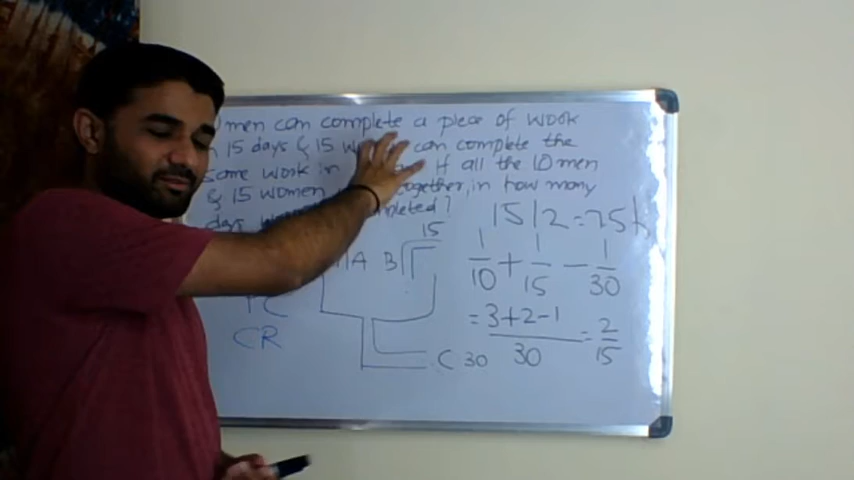 men can complete a piece of work
15 days & 15 can complete the
same work in If all the 10 men
& 15 women together, in how many
days
15
15/2 = 7.5 h
A B
1/10 + 1/15 - 1/30
= 3+2-1/30 = 2/15
C 30
CR